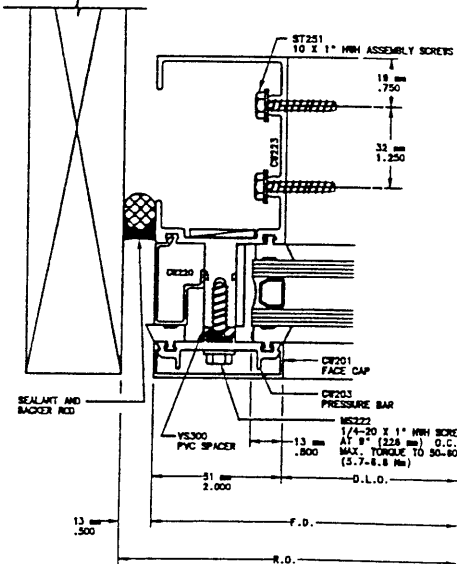 ST251
10 X 1" HWH ASSEMBLY SCREWS
19 mm
.750
32 mm
1.250
CW223
CW220
CW201
FACE CAP
CW203
PRESSURE BAR
SEALANT AND
BACKER ROD
VS300
PVC SPACER
MS222
1/4-20 X 1" HWH SCRE
AT 9" (228 mm) O.C.
MAX. TORQUE TO 50-60
(5.7-6.8 Nm)
13 mm
.500
51 mm
2.000
D.L.O.
13 mm
.500
F.D.
R.O.